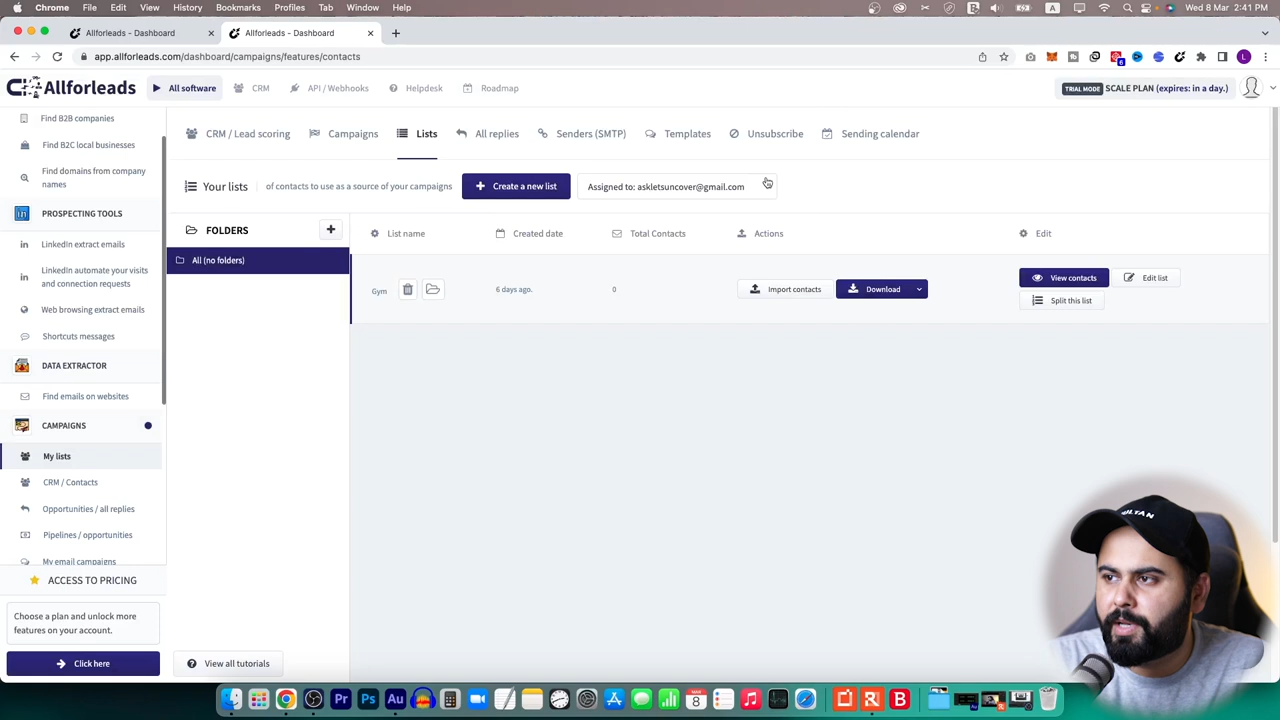 Chrome File Edit View History Bookmarks Profiles Tab Window Help
A
Wed 8 Mar 2:41 PM
Allforleads - Dashboard
Allforleads - Dashboard
app.allforleads.com/dashboard/campaigns/features/contacts
6
L
Allforleads
All software
CRM
API / Webhooks
Helpdesk
Roadmap
TRIAL MODE SCALE PLAN (expires: in a day.)
Find B2B companies
Find B2C local businesses
Find domains from company
names
PROSPECTING TOOLS
LinkedIn extract emails
LinkedIn automate your visits
and connection requests
Web browsing extract emails
Shortcuts messages
DATA EXTRACTOR
Find emails on websites
CAMPAIGNS
My lists
CRM / Contacts
Opportunities / all replies
Pipelines / opportunities
My email campaigns
ACCESS TO PRICING
Choose a plan and unlock more
features on your account.
Click here
CRM / Lead scoring
Campaigns
Lists
All replies
Senders (SMTP)
Templates
Unsubscribe
Sending calendar
Your lists
of contacts to use as a source of your campaigns
Create a new list
Assigned to: askletsuncover@gmail.com
FOLDERS
All (no folders)
List name
Created date
Total Contacts
Actions
Edit
Gym
6 days ago.
0
Import contacts
Download
View contacts
Edit list
Split this list
View all tutorials
ULTAN
Pr
Ps
Au
MAR
8
R
B